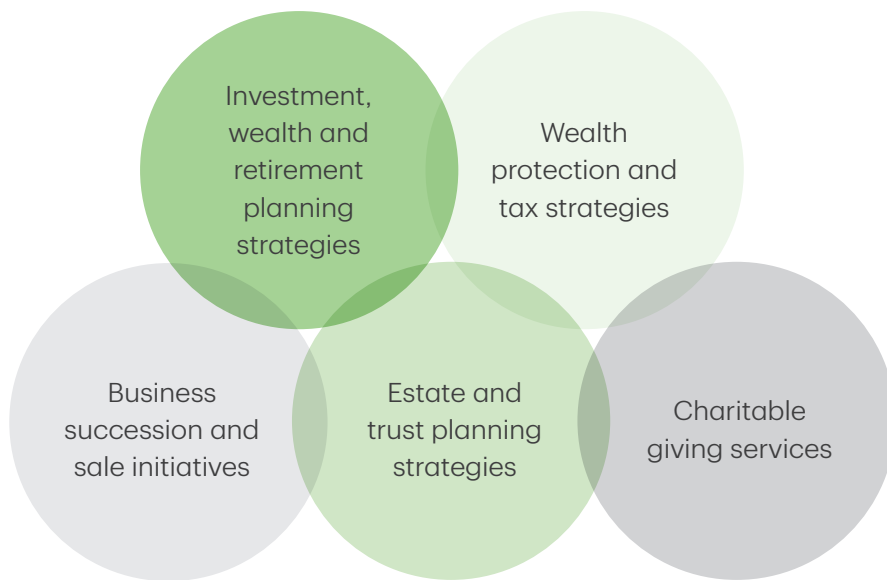 Investment,
wealth and
retirement
planning
strategies
Wealth
protection and
tax strategies
Business
succession and
sale initiatives
Estate and
trust planning
strategies
Charitable
giving services